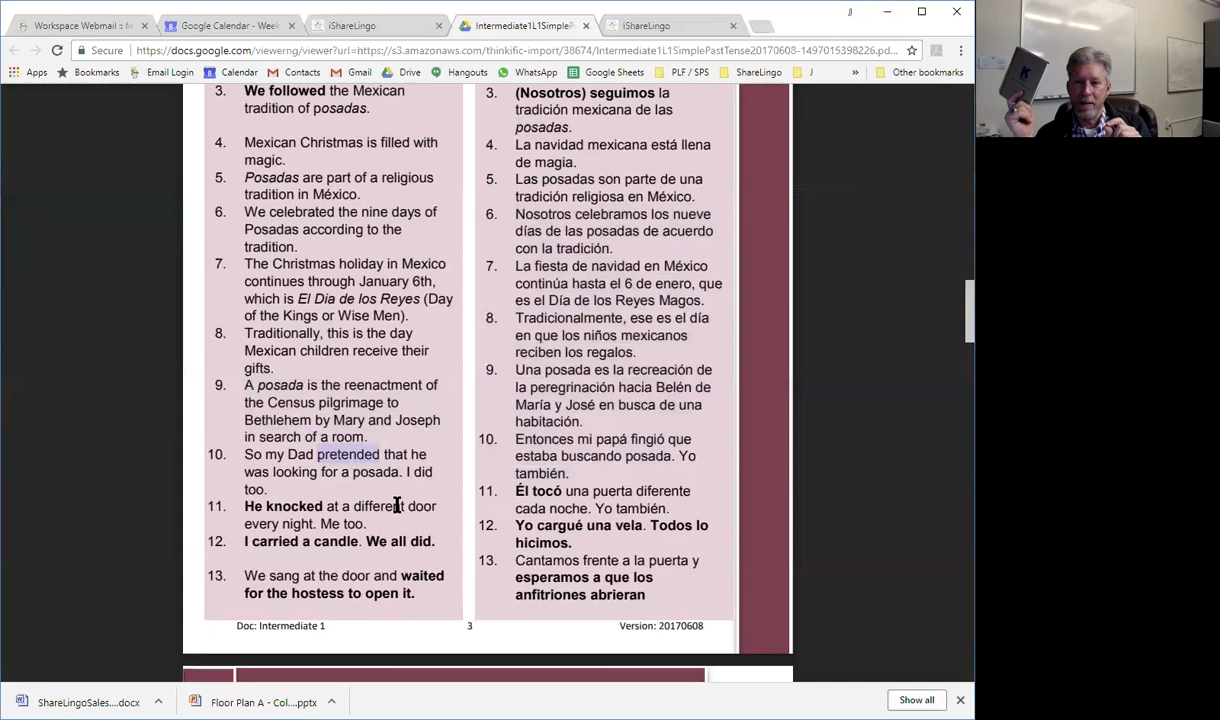 Workspace Webmail :: M
Google Calendar - Week
iShareLingo
Intermediate1L1SimplePa
iShareLingo
Secure
https://docs.google.com/viewerng/viewer?url=https://s3.amazonaws.com/thinkific-import/38674/Intermediate1L1SimplePastTense20170608-1497015398226.pd...
Apps
Bookmarks
Email Login
Calendar
Contacts
Gmail
Drive
Hangouts
WhatsApp
Google Sheets
PLF / SPS
ShareLingo
J
»
Other bookmarks
3. We followed the Mexican
tradition of posadas.
4. Mexican Christmas is filled with
magic.
5. Posadas are part of a religious
tradition in México.
6. We celebrated the nine days of
Posadas according to the
tradition.
7. The Christmas holiday in Mexico
continues through January 6th,
which is El Dia de los Reyes (Day
of the Kings or Wise Men).
8. Traditionally, this is the day
Mexican children receive their
gifts.
9. A posada is the reenactment of
the Census pilgrimage to
Bethlehem by Mary and Joseph
in search of a room.
10. So my Dad pretended that he
was looking for a posada. I did
too.
11. He knocked at a different door
every night. Me too.
12. I carried a candle. We all did.
13. We sang at the door and waited
for the hostess to open it.
3. (Nosotros) seguimos la
tradición mexicana de las
posadas.
4. La navidad mexicana está llena
de magia.
5. Las posadas son parte de una
tradición religiosa en México.
6. Nosotros celebramos los nueve
días de las posadas de acuerdo
con la tradición.
7. La fiesta de navidad en México
continúa hasta el 6 de enero, que
es el Día de los Reyes Magos.
8. Tradicionalmente, ese es el día
en que los niños mexicanos
reciben los regalos.
9. Una posada es la recreación de
la peregrinación hacia Belén de
María y José en busca de una
habitación.
10. Entonces mi papá fingió que
estaba buscando posada. Yo
también.
11. Él tocó una puerta diferente
cada noche. Yo también.
12. Yo cargué una vela. Todos lo
hicimos.
13. Cantamos frente a la puerta y
esperamos a que los
anfitriones abrieran
Doc: Intermediate 1
3
Version: 20170608
ShareLingoSales....docx
Floor Plan A - Col....pptx
Show all